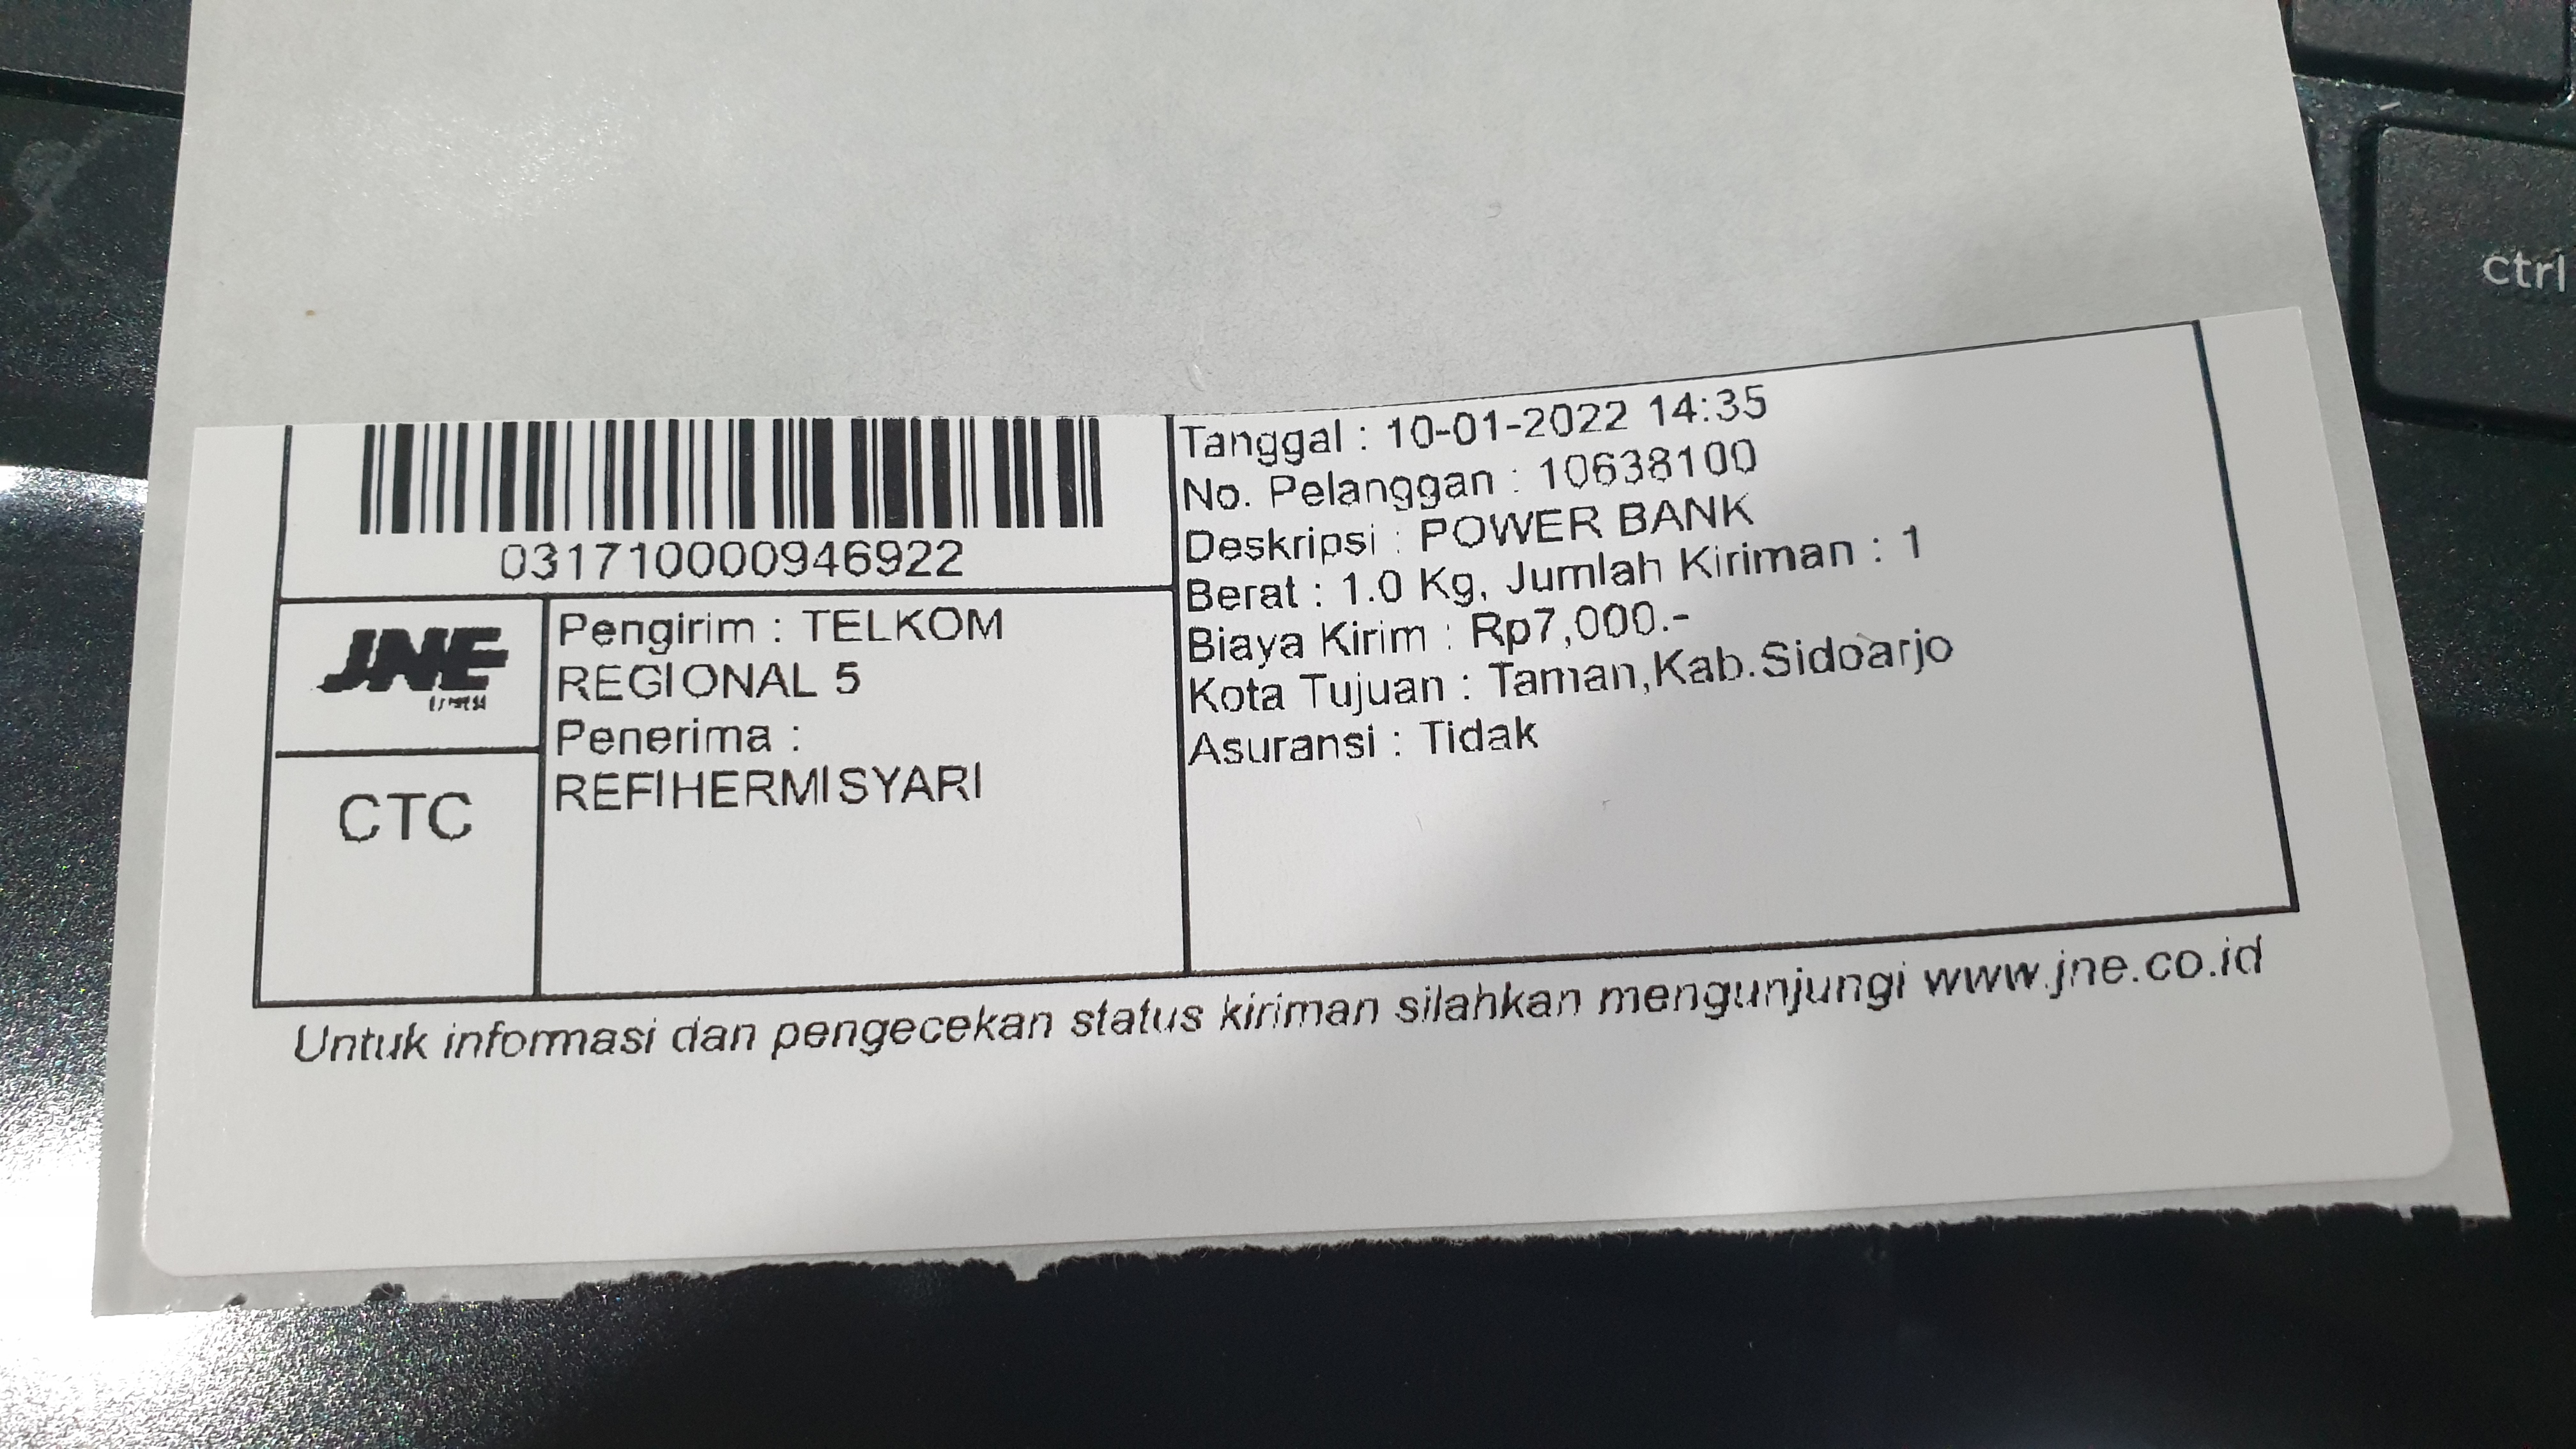 0317100009469​22
Tanggal : 10-01-2022 14:35
No. Pelanggan : 10638100
Deskripsi : POWER BANK
Berat : 1.0 Kg, Jumlah Kiriman : 1
Biaya Kirim : Rp7,000.-
Kota Tujuan : Taman,Kab.Sidoarjo
Asuransi : Tidak
JNE
Pengirim : TELKOM
REGIONAL 5
Penerima :
REFIHERMISYARI
CTC
Untuk informasi dan pengecekan status kiriman silahkan mengunjungi www.jne.co.id
ctrl